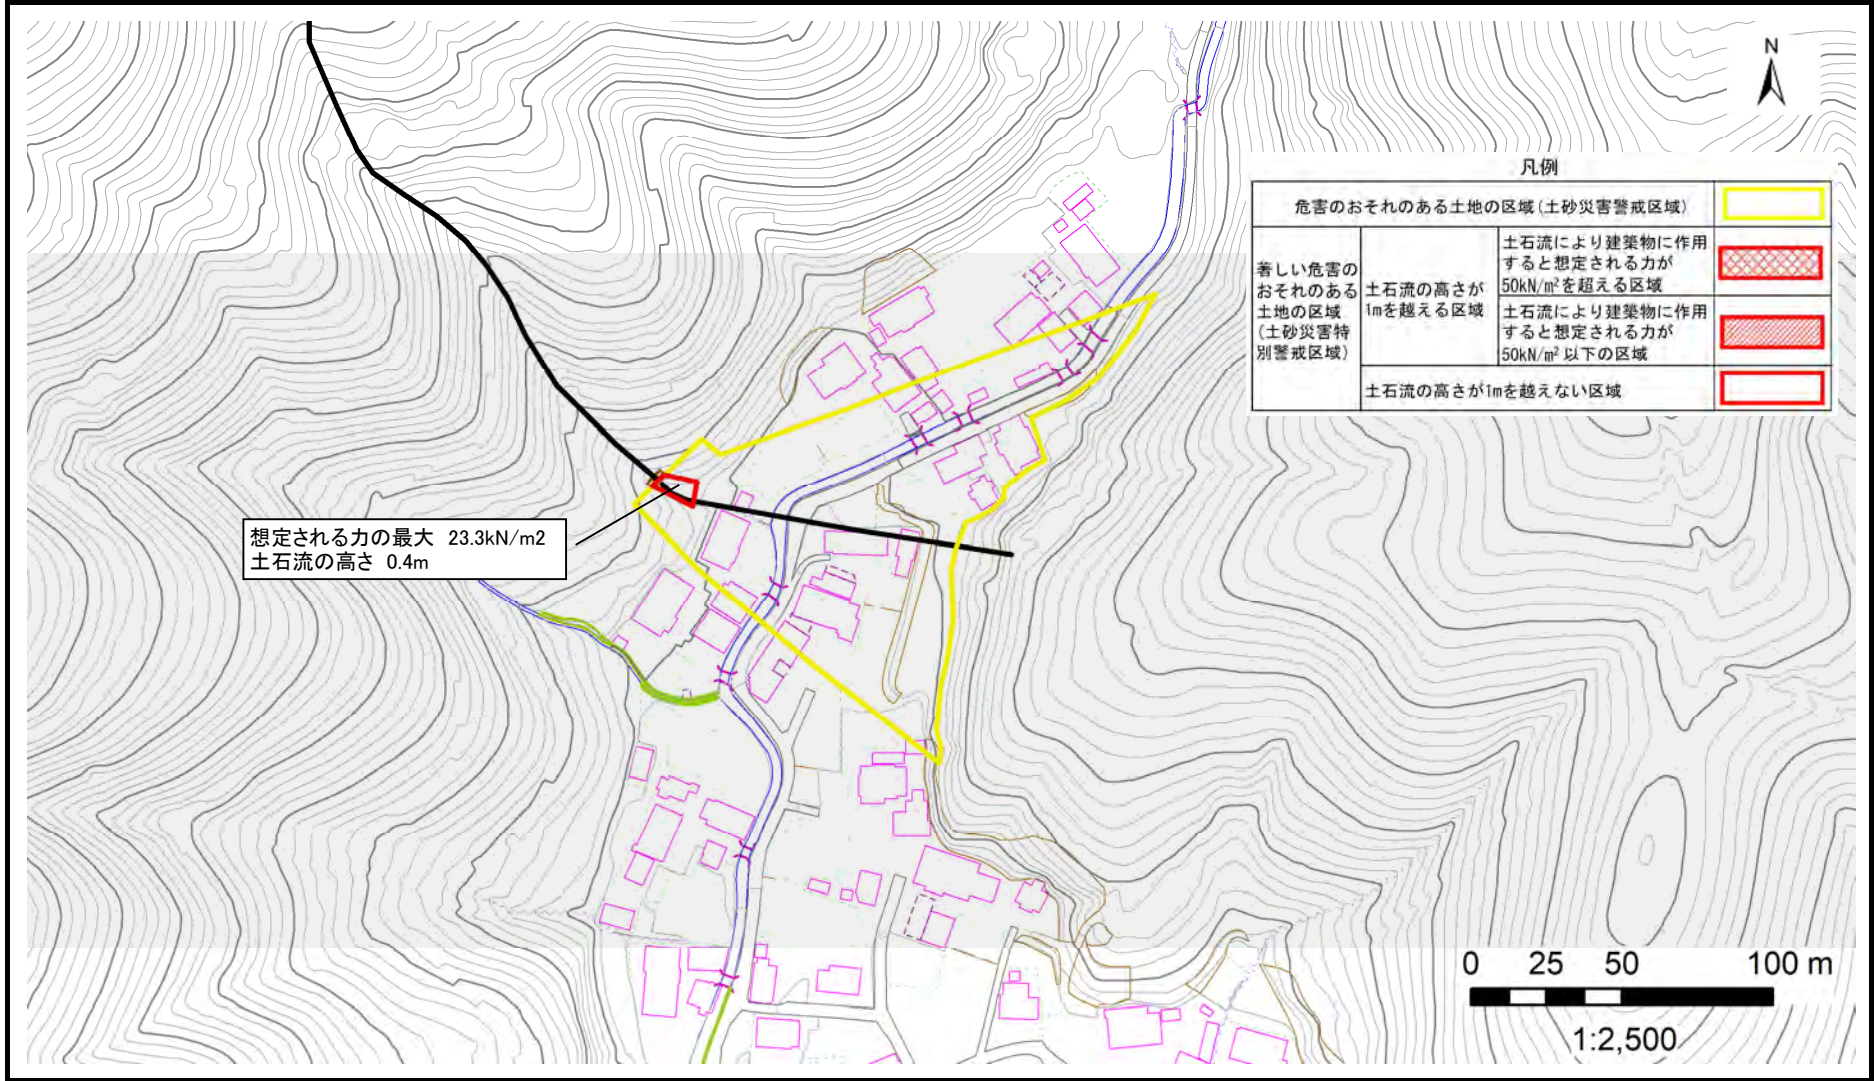 N
凡例
危害のおそれのある土地の区域(土砂災害警戒区域)
著しい危害の
おそれのある
土地の区域
(土砂災害特
別警戒区域)
土石流の高さが
1mを越える区域
土石流により建築物に作用
すると想定される力が
50kN/m²を超える区域
土石流により建築物に作用
すると想定される力が
50kN/m²以下の区域
土石流の高さが1mを越えない区域
想定される力の最大 23.3kN/m2
土石流の高さ 0.4m
0 25 50 100 m
1:2,500